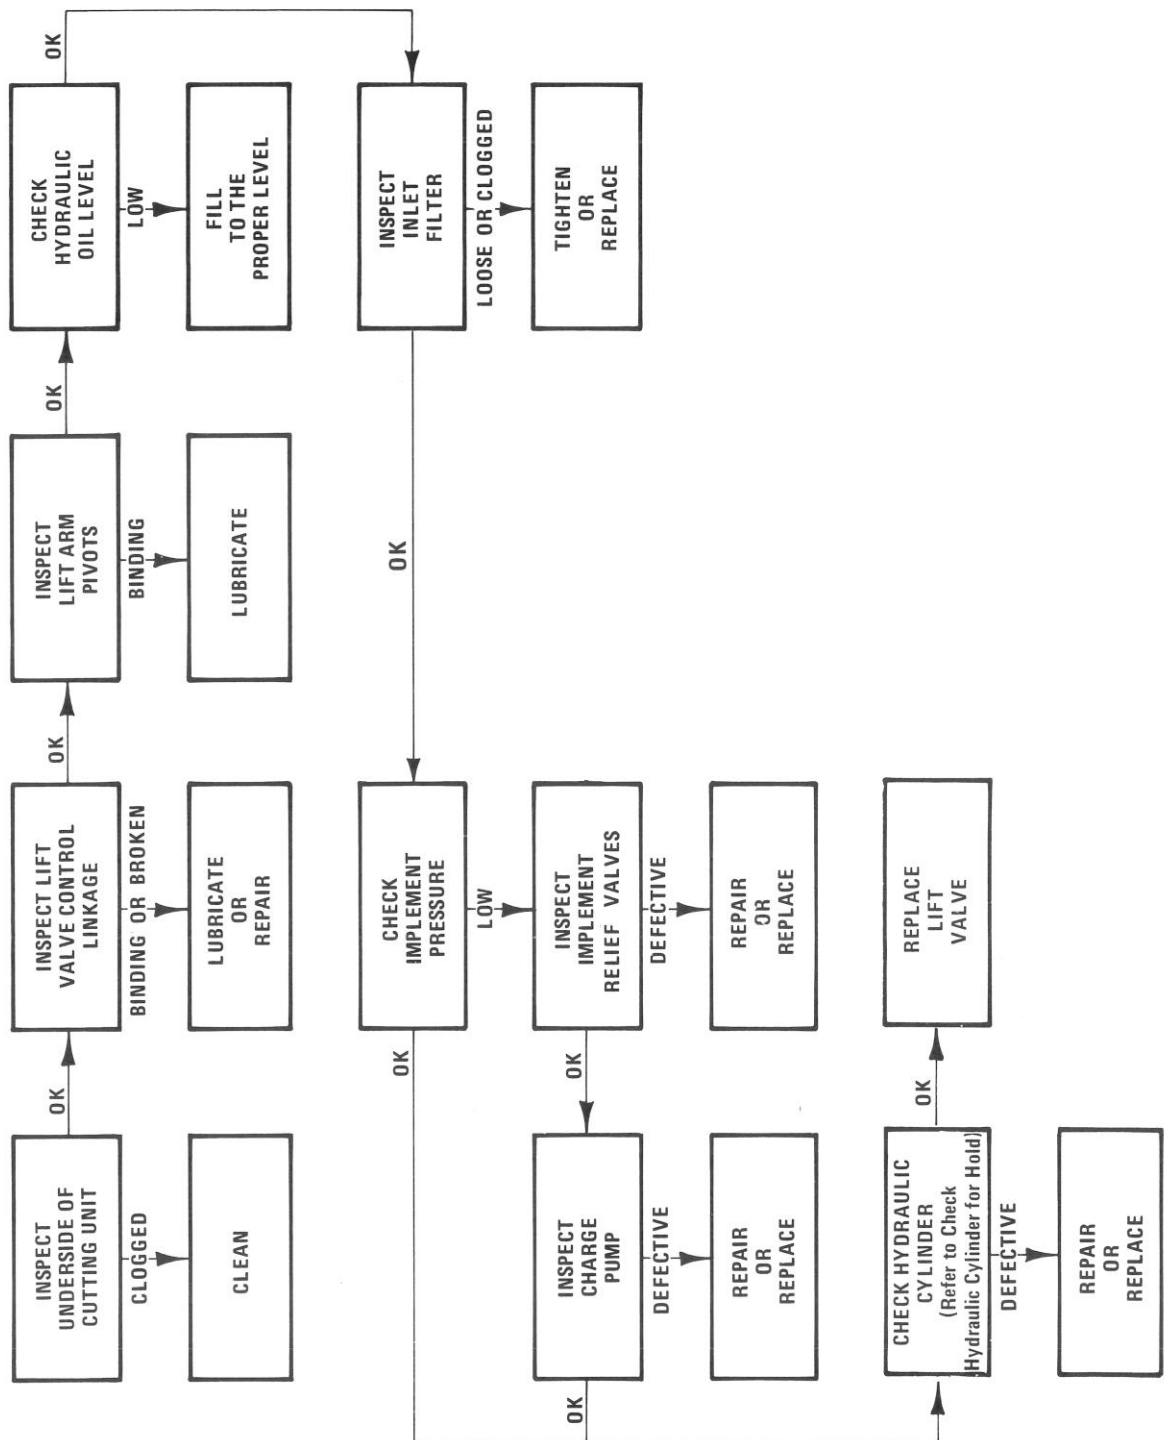 INSPECT
UNDERSIDE OF
CUTTING UNIT
CLOGGED
CLEAN
OK
INSPECT LIFT
VALVE CONTROL
LINKAGE
BINDING OR BROKEN
LUBRICATE
OR
REPAIR
OK
INSPECT
LIFT ARM
PIVOTS
BINDING
LUBRICATE
OK
CHECK
HYDRAULIC
OIL LEVEL
LOW
FILL
TO THE
PROPER LEVEL
OK
INSPECT
INLET
FILTER
LOOSE OR CLOGGED
TIGHTEN
OR
REPLACE
OK
CHECK
IMPLEMENT
PRESSURE
LOW
OK
INSPECT
IMPLEMENT
RELIEF VALVES
DEFECTIVE
REPAIR
OR
REPLACE
OK
INSPECT
CHARGE
PUMP
DEFECTIVE
REPAIR
OR
REPLACE
OK
CHECK HYDRAULIC
CYLINDER
(Refer to Check
Hydraulic Cylinder for Hold)
DEFECTIVE
REPAIR
OR
REPLACE
OK
REPLACE
LIFT
VALVE